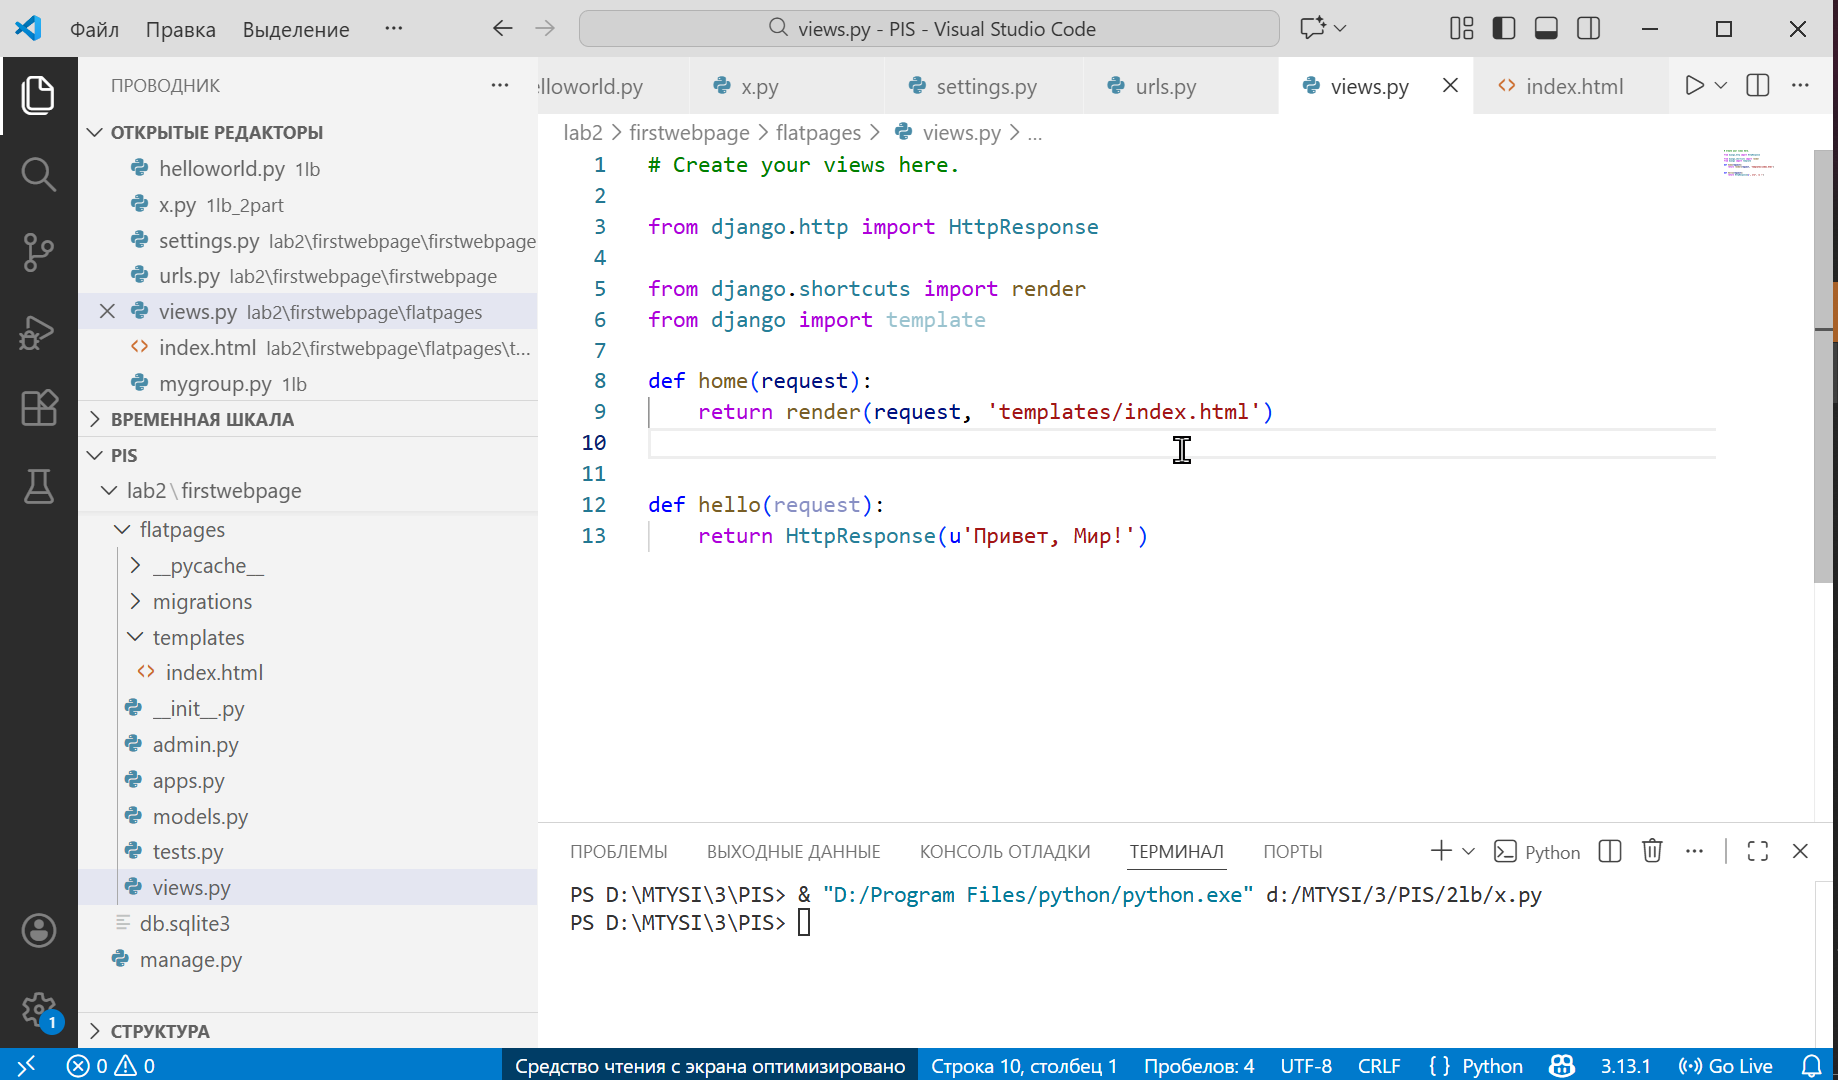 Файл Правка Выделение ··· views.py - PIS - Visual Studio Code
ПРОВОДНИК ···
ОТКРЫТЫЕ РЕДАКТОРЫ
helloworld.py 1lb
x.py 1lb_2part
settings.py lab2\firstwebpage\firstwebpage
urls.py lab2\firstwebpage\firstwebpage
views.py lab2\firstwebpage\flatpages
index.html lab2\firstwebpage\flatpages\t...
mygroup.py 1lb
ВРЕМЕННАЯ ШКАЛА
PIS
lab2\firstwebpage
flatpages
__pycache__
migrations
templates
index.html
__init__.py
admin.py
apps.py
models.py
tests.py
views.py
db.sqlite3
manage.py
СТРУКТУРА
1
elloworld.py x.py settings.py urls.py views.py index.html
lab2 > firstwebpage > flatpages > views.py > ...
1 # Create your views here.
2
3 from django.http import HttpResponse
4
5 from django.shortcuts import render
6 from django import template
7
8 def home(request):
9 return render(request, 'templates/index.html')
10
11
12 def hello(request):
13 return HttpResponse(u'Привет, Мир!')
ПРОБЛЕМЫ ВЫХОДНЫЕ ДАННЫЕ КОНСОЛЬ ОТЛАДКИ ТЕРМИНАЛ ПОРТЫ Python
PS D:\MTYSI\3\PIS> & "D:/Program Files/python/python.exe" d:/MTYSI/3/PIS/2lb/x.py
PS D:\MTYSI\3\PIS>
0 0 Средство чтения с экрана оптимизировано Строка 10, столбец 1 Пробелов: 4 UTF-8 CRLF { } Python 3.13.1 Go Live